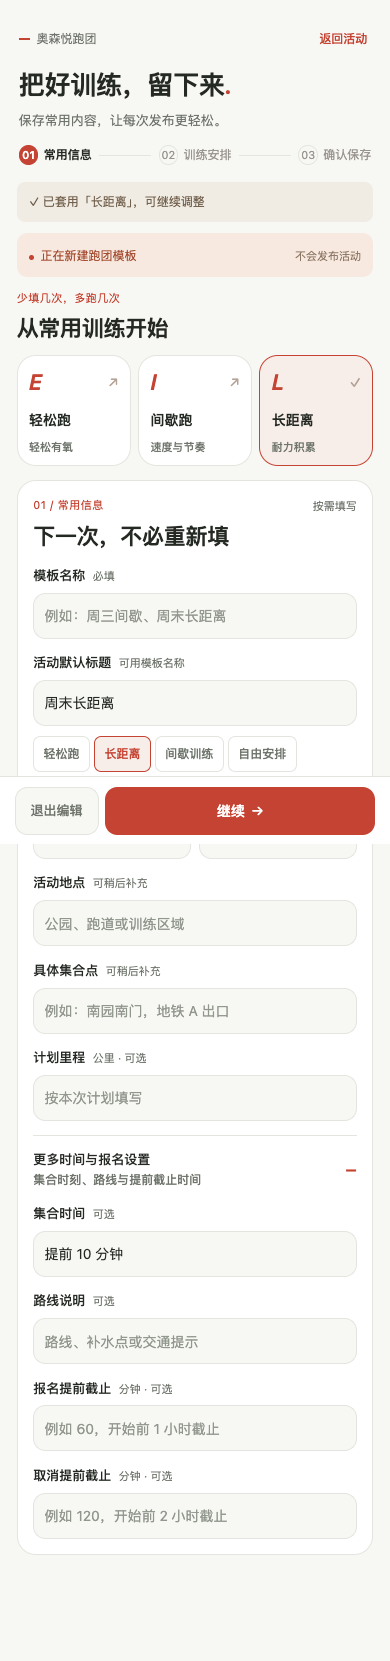 奥森悦跑团
返回活动
把好训练，留下来.
保存常用内容，让每次发布更轻松。
01 常用信息
02 训练安排
03 确认保存
✓ 已套用「长距离」，可继续调整
正在新建跑团模板
不会发布活动
少填几次，多跑几次
从常用训练开始
E ↗
轻松跑
轻松有氧
I ↗
间歇跑
速度与节奏
L ✓
长距离
耐力积累
01 / 常用信息
按需填写
下一次，不必重新填
模板名称 必填
例如：周三间歇、周末长距离
活动默认标题 可用模板名称
周末长距离
轻松跑 长距离 间歇训练 自由安排
退出编辑 继续 →
活动地点 可稍后补充
公园、跑道或训练区域
具体集合点 可稍后补充
例如：南园南门，地铁 A 出口
计划里程 公里 · 可选
按本次计划填写
更多时间与报名设置
集合时刻、路线与提前截止时间
集合时间 可选
提前 10 分钟
路线说明 可选
路线、补水点或交通提示
报名提前截止 分钟 · 可选
例如 60，开始前 1 小时截止
取消提前截止 分钟 · 可选
例如 120，开始前 2 小时截止